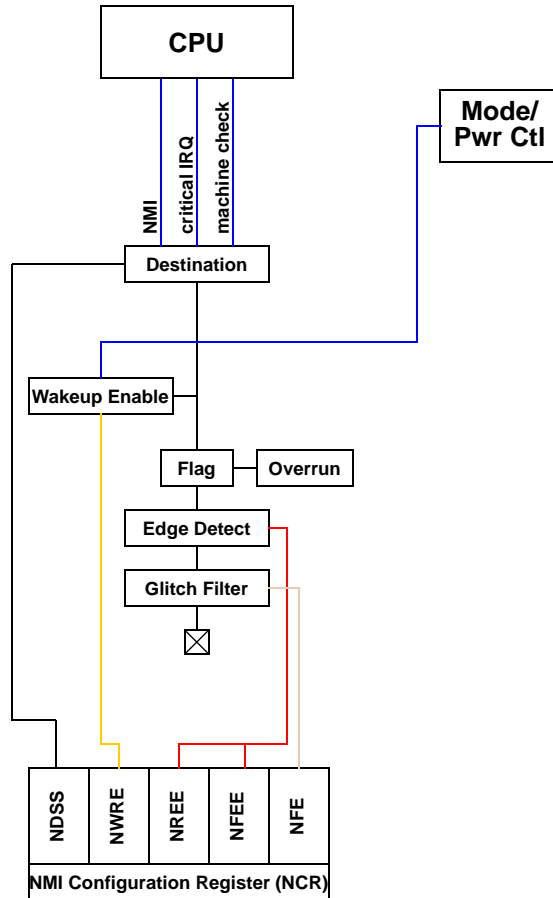 CPU
Mode/
Pwr Ctl
NMI
critical IRQ
machine check
Destination
Wakeup Enable
Flag
Overrun
Edge Detect
Glitch Filter
NDSS
NWRE
NREE
NFEE
NFE
NMI Configuration Register (NCR)